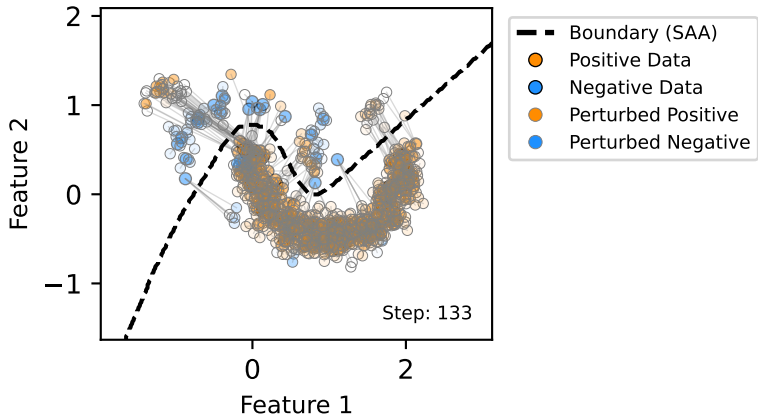 2
1
0
−1
Feature 2
0
2
Feature 1
Step: 133
Boundary (SAA)
Positive Data
Negative Data
Perturbed Positive
Perturbed Negative